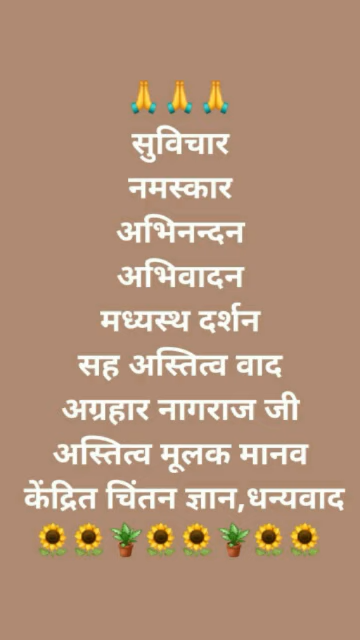 🙏🙏🙏
सुविचार
नमस्कार
अभिनन्दन
अभिवादन
मध्यस्थ दर्शन
सह अस्तित्व वाद
अग्रहार नागराज जी
अस्तित्व मूलक मानव
केंद्रित चिंतन ज्ञान,धन्यवाद
🌻🌻🪴🌻🌻🪴🌻🌻